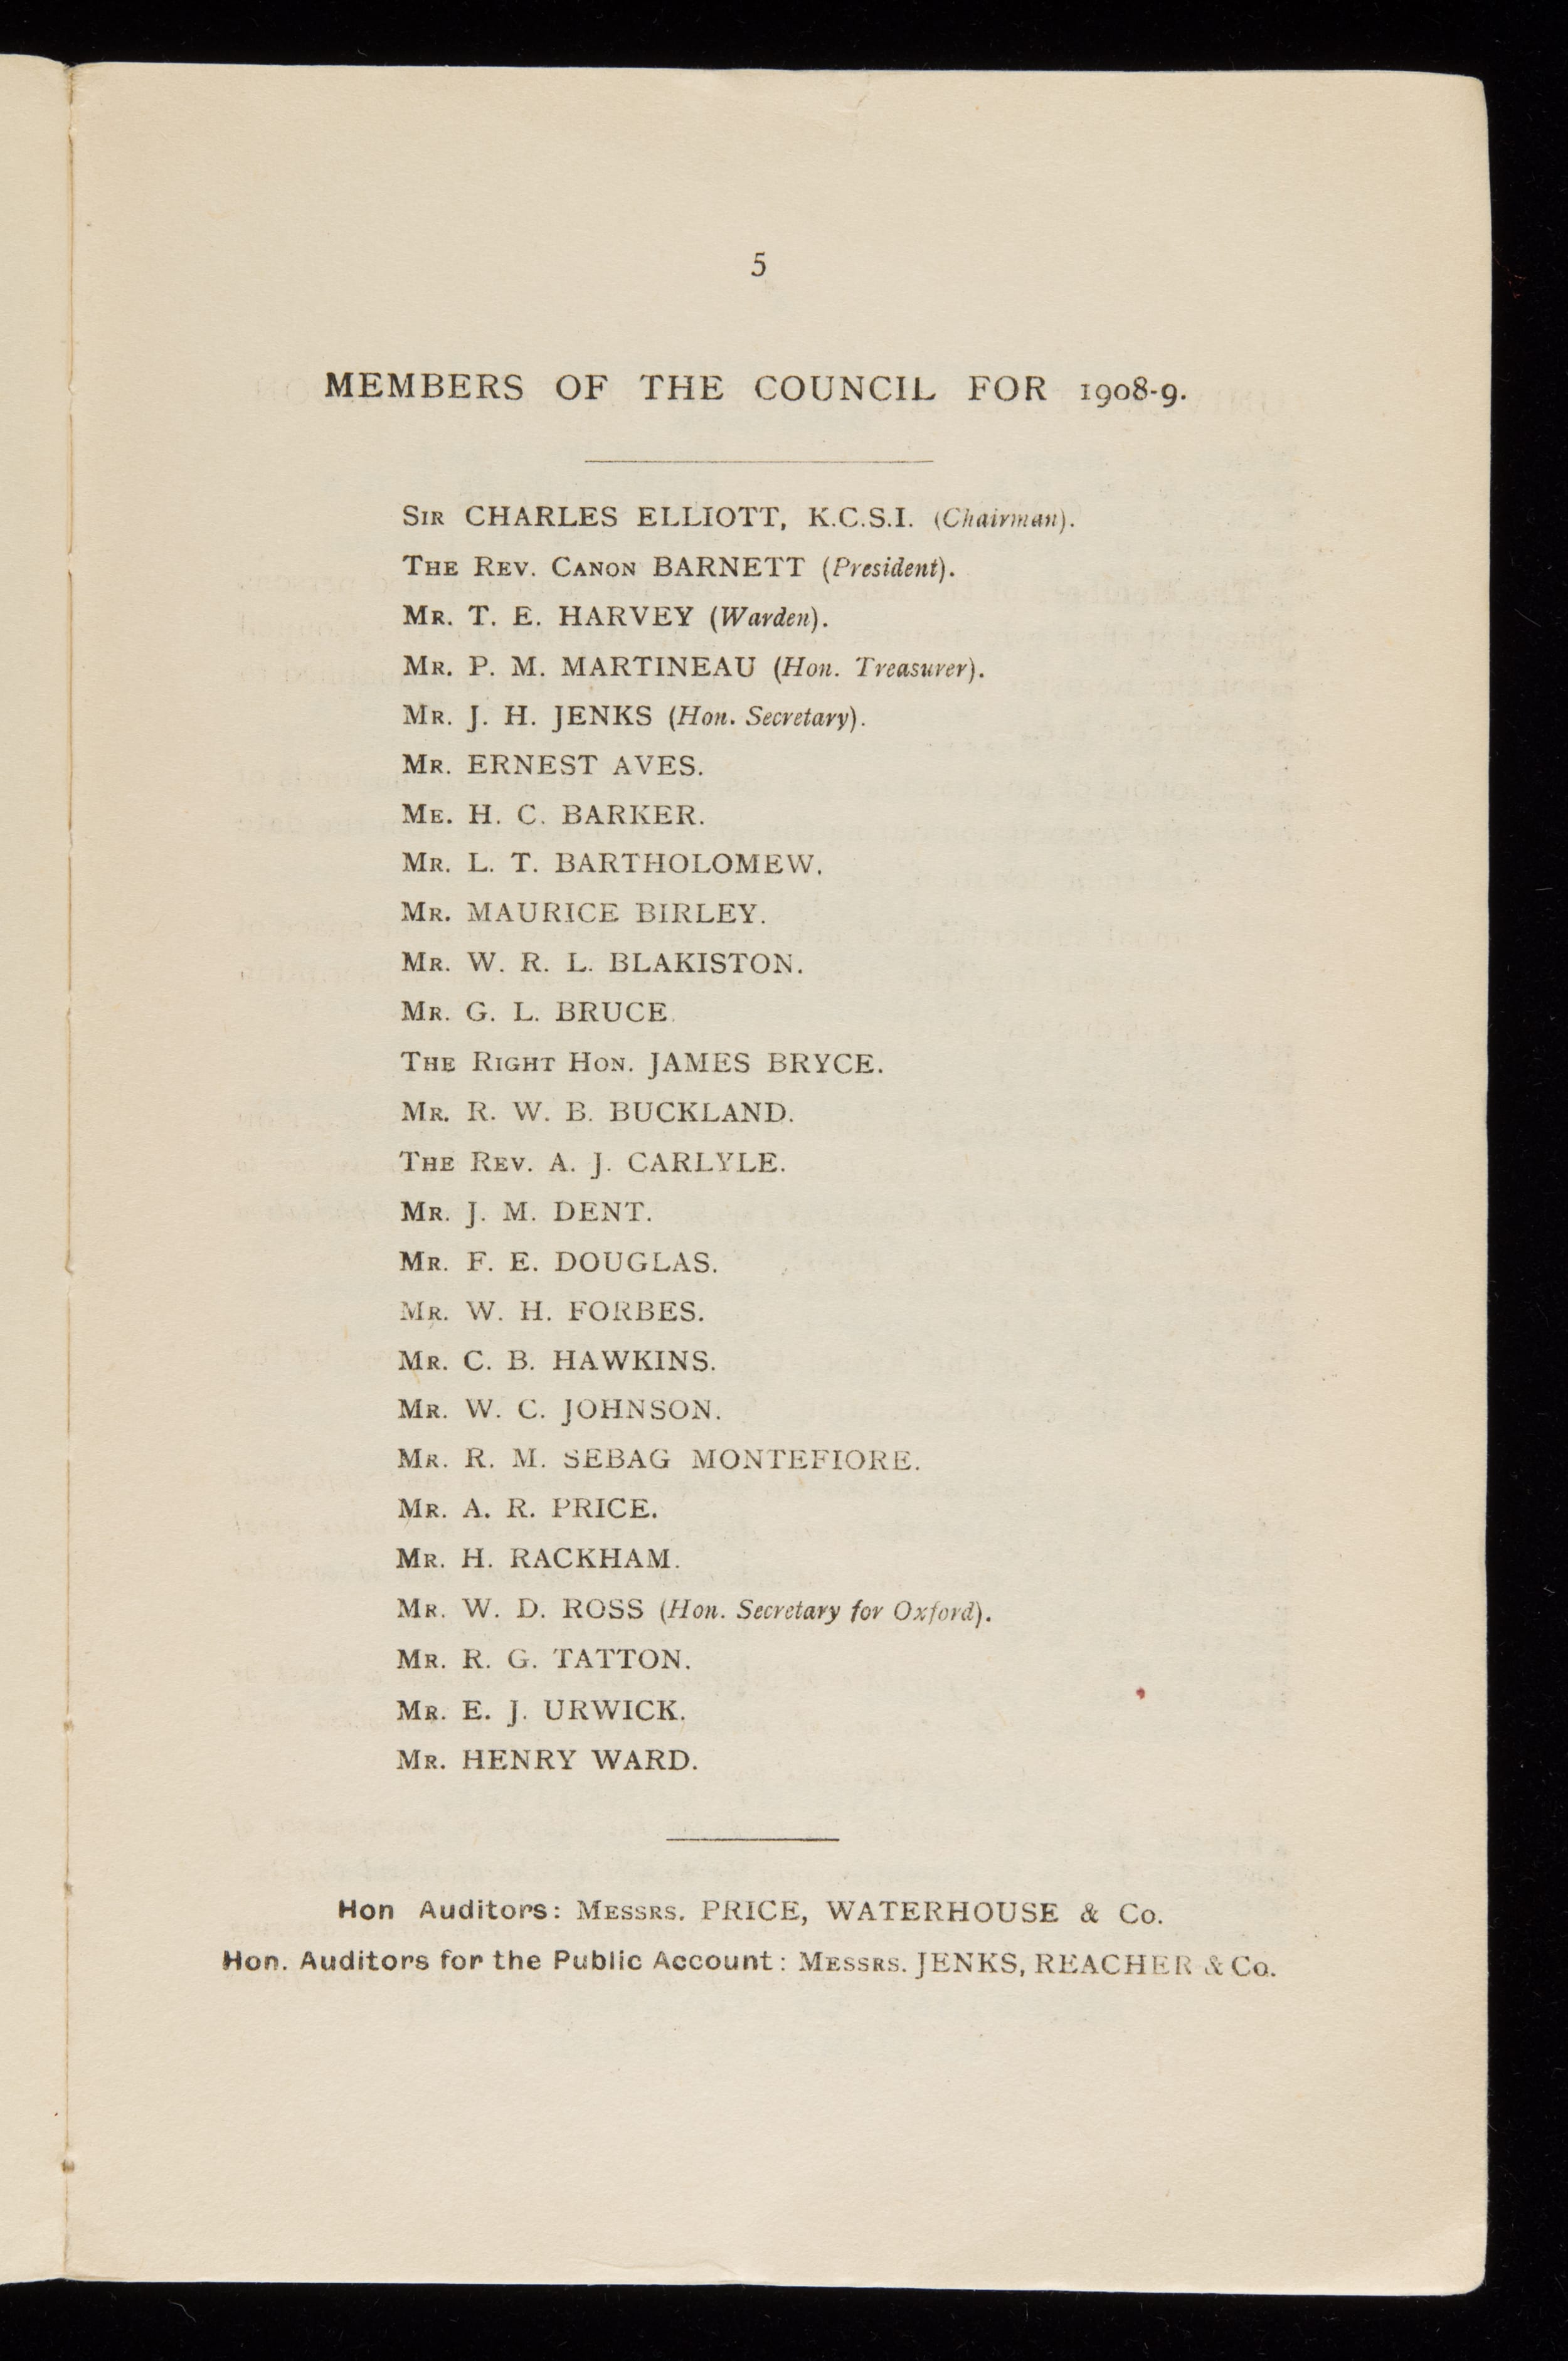 5
MEMBERS OF THE COUNCIL FOR 1908-9.
SIR CHARLES ELLIOTT, K.C.S.I. (Chairman).
THE REV. CANON BARNETT (President).
MR. T. E. HARVEY (Warden).
MR. P. M. MARTINEAU (Hon. Treasurer).
MR. J. H. JENKS (Hon. Secretary).
MR. ERNEST AVES.
ME. H. C. BARKER.
MR. L. T. BARTHOLOMEW.
MR. MAURICE BIRLEY.
MR. W. R. L. BLAKISTON.
MR. G. L. BRUCE.
THE RIGHT HON. JAMES BRYCE.
MR. R. W. B. BUCKLAND.
THE REV. A. J. CARLYLE.
MR. J. M. DENT.
MR. F. E. DOUGLAS.
MR. W. H. FORBES.
MR. C. B. HAWKINS.
MR. W. C. JOHNSON.
MR. R. M. SEBAG MONTEFIORE.
MR. A. R. PRICE.
MR. H. RACKHAM.
MR. W. D. ROSS (Hon. Secretary for Oxford).
MR. R. G. TATTON.
MR. E. J. URWICK.
MR. HENRY WARD.
Hon Auditors: MESSRS. PRICE, WATERHOUSE & Co.
Hon. Auditors for the Public Account: MESSRS. JENKS, REACHER & Co.